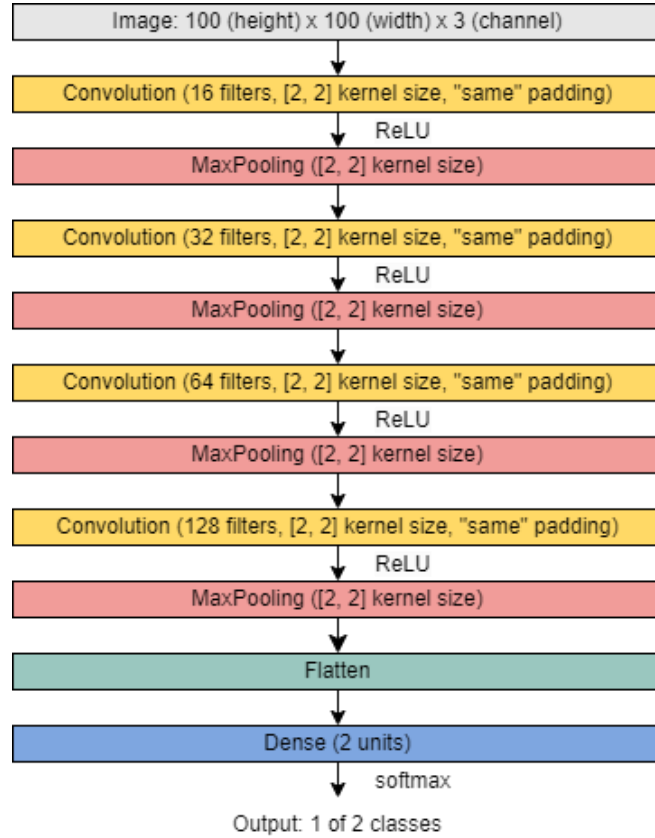 Image: 100 (height) x 100 (width) x 3 (channel)
Convolution (16 filters, [2, 2] kernel size, "same" padding)
ReLU
MaxPooling ([2, 2] kernel size)
Convolution (32 filters, [2, 2] kernel size, "same" padding)
ReLU
MaxPooling ([2, 2] kernel size)
Convolution (64 filters, [2, 2] kernel size, "same" padding)
ReLU
MaxPooling ([2, 2] kernel size)
Convolution (128 filters, [2, 2] kernel size, "same" padding)
ReLU
MaxPooling ([2, 2] kernel size)
Flatten
Dense (2 units)
softmax
Output: 1 of 2 classes